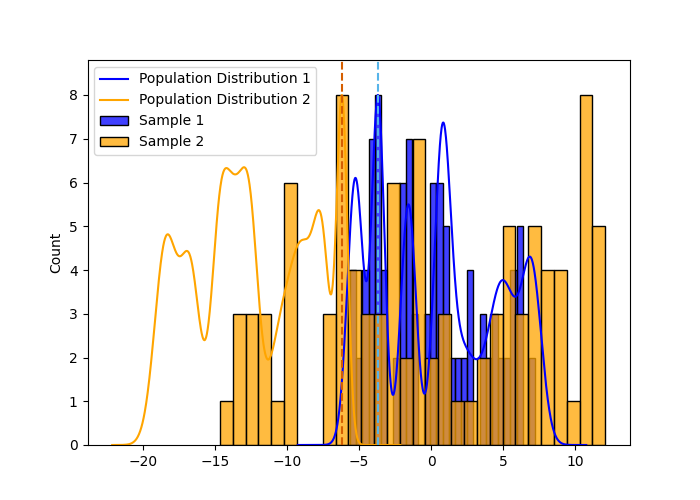 Population Distribution 1
Population Distribution 2
Sample 1
Sample 2
Count
8
7
6
5
4
3
2
1
0
−20 −15 −10 −5 0 5 10